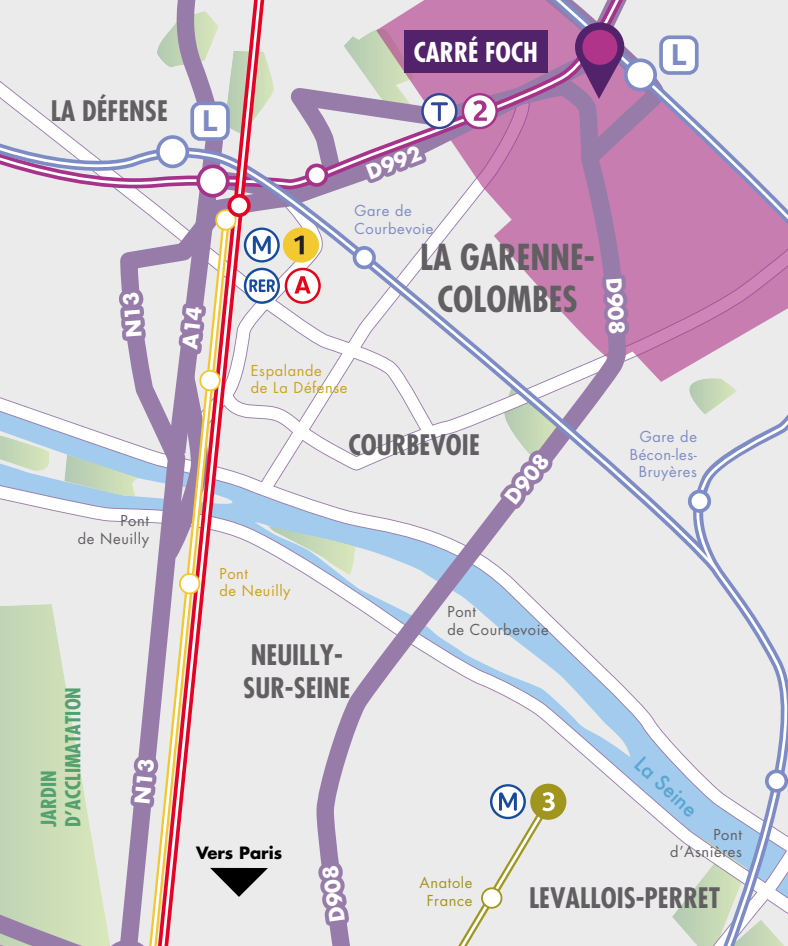 CARRÉ FOCH
L
LA DÉFENSE
L
T 2
D992
Gare de
Courbevoie
M 1
RER A
LA GARENNE-
COLOMBES
N13
A14
D908
Espalande
de La Défense
COURBEVOIE
Gare de
Bécon-les-
Bruyères
D908
Pont
de Neuilly
Pont
de Neuilly
Pont
de Courbevoie
NEUILLY-
SUR-SEINE
JARDIN
D'ACCLIMATATION
N13
La Seine
M 3
Pont
d'Asnières
Vers Paris
D908
Anatole
France
LEVALLOIS-PERRET